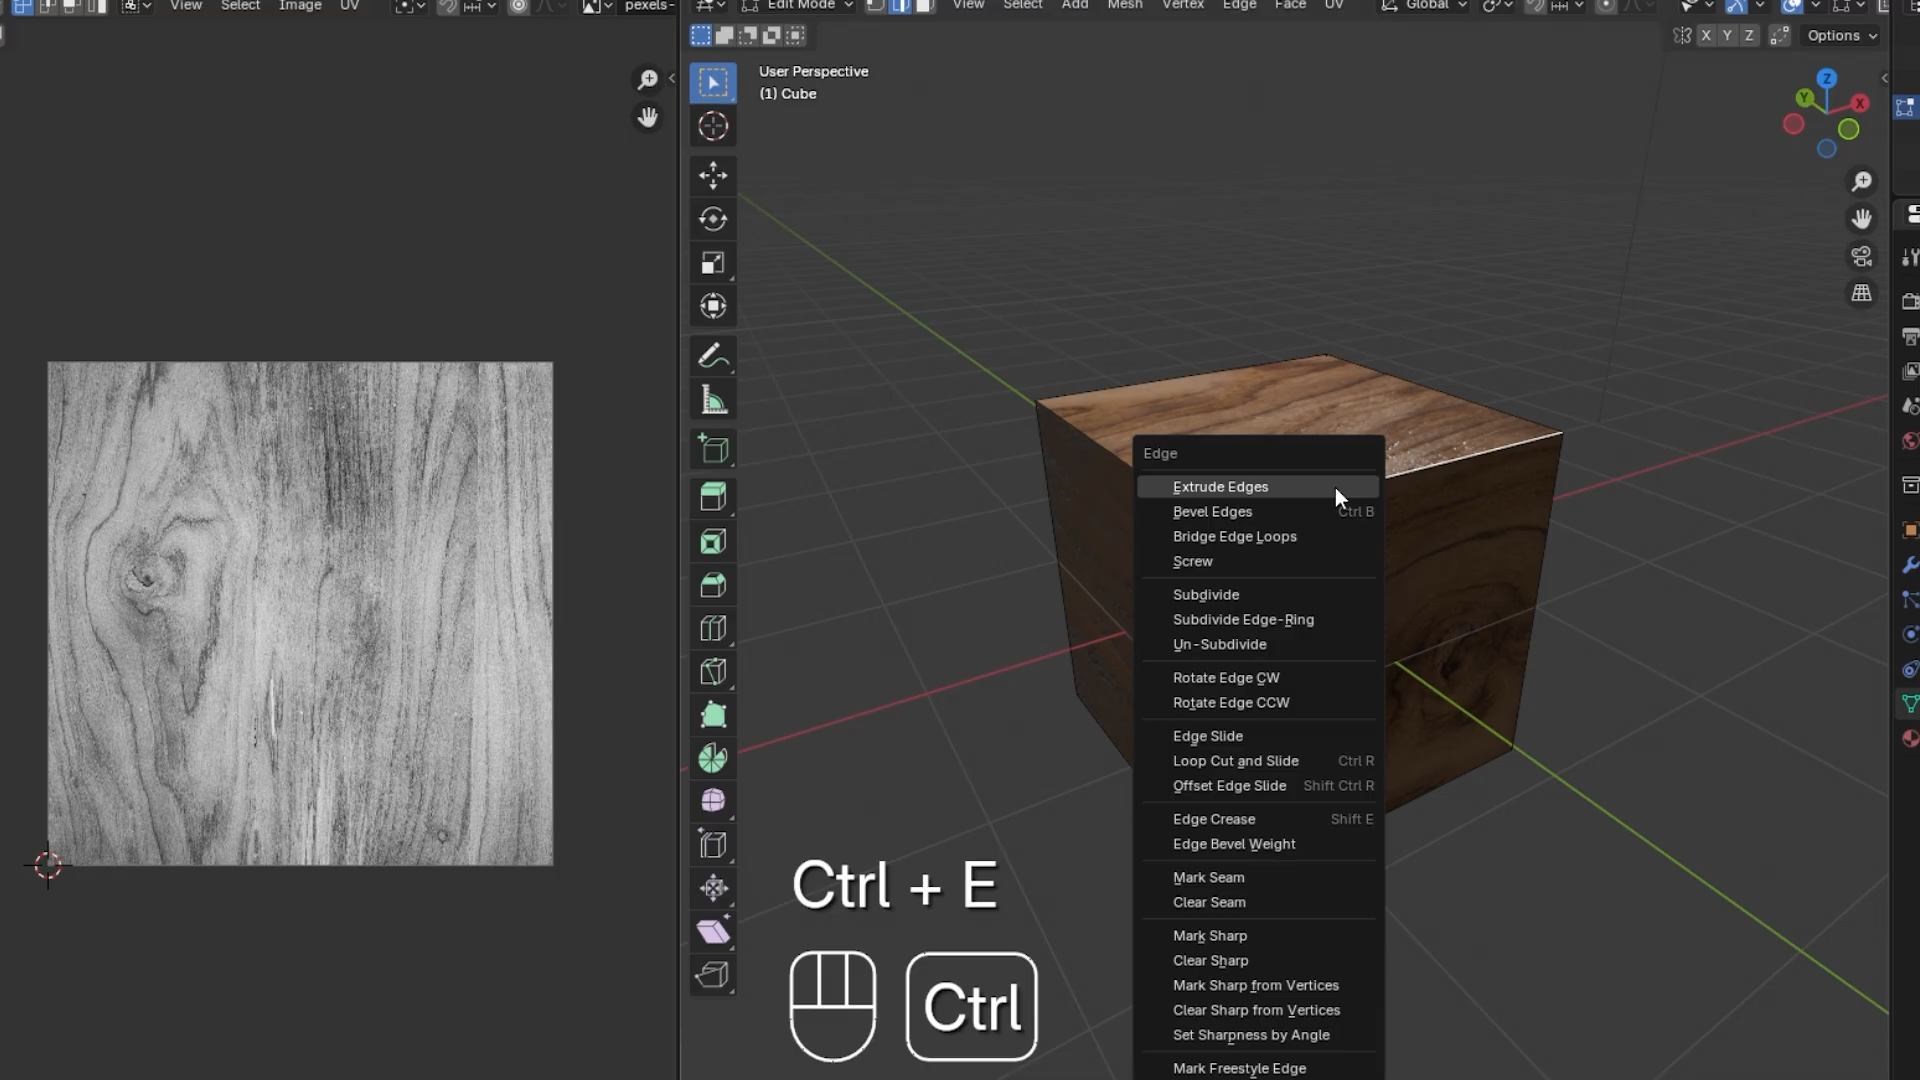 View Select Image UV pexels-
Edit Mode View Select Add Mesh Vertex Edge Face UV Global
X Y Z Options
User Perspective
(1) Cube
Z
Y
X
Edge
Extrude Edges
Bevel Edges Ctrl B
Bridge Edge Loops
Screw
Subdivide
Subdivide Edge-Ring
Un-Subdivide
Rotate Edge CW
Rotate Edge CCW
Edge Slide
Loop Cut and Slide Ctrl R
Offset Edge Slide Shift Ctrl R
Edge Crease Shift E
Edge Bevel Weight
Mark Seam
Clear Seam
Mark Sharp
Clear Sharp
Mark Sharp from Vertices
Clear Sharp from Vertices
Set Sharpness by Angle
Mark Freestyle Edge
Ctrl + E
Ctrl